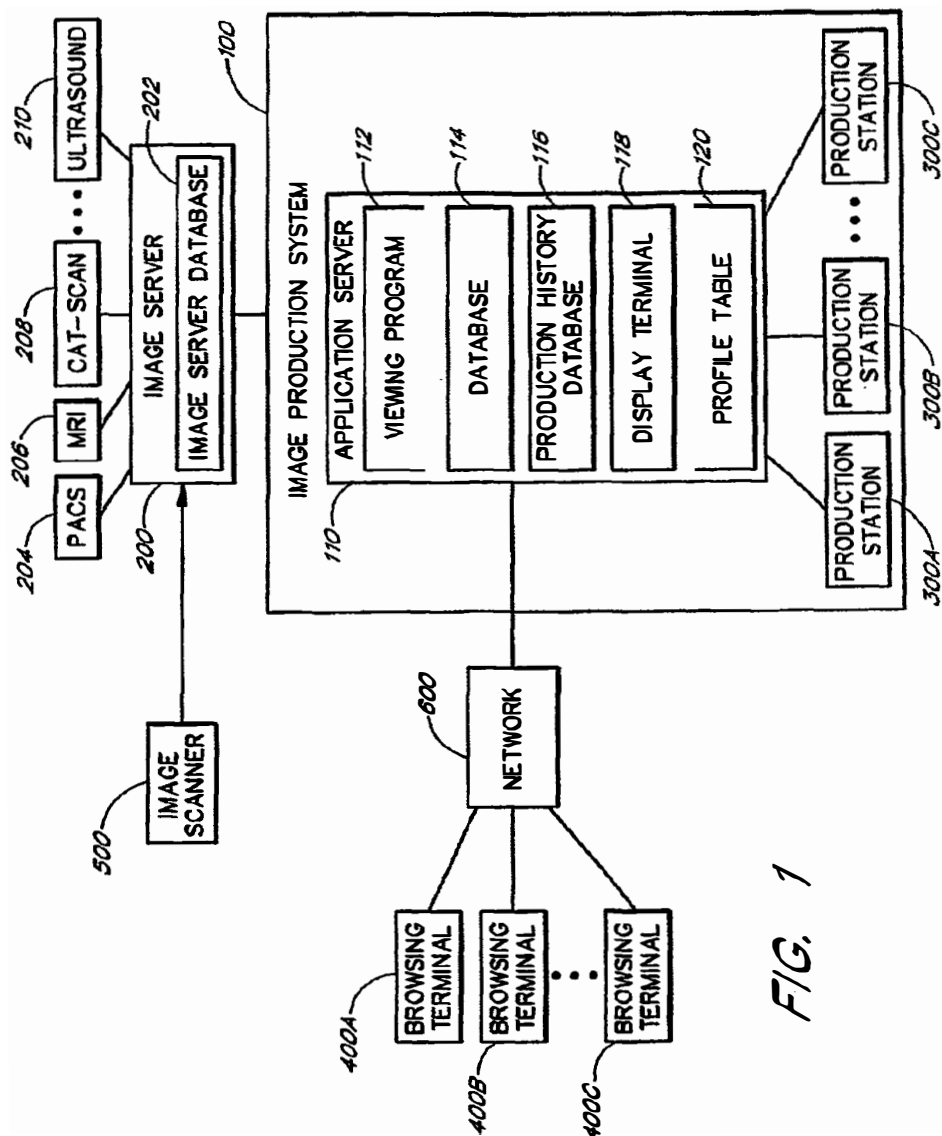 210
ULTRASOUND
208
CAT-SCAN
206
MRI
204
PACS
202
IMAGE SERVER
IMAGE SERVER DATABASE
200
500
IMAGE
SCANNER
100
IMAGE PRODUCTION SYSTEM
APPLICATION SERVER
110
VIEWING PROGRAM
112
DATABASE
114
PRODUCTION HISTORY
DATABASE
116
DISPLAY TERMINAL
118
PROFILE TABLE
120
PRODUCTION
STATION
300A
PRODUCTION
STATION
300B
PRODUCTION
STATION
300C
600
NETWORK
400A
BROWSING
TERMINAL
400B
BROWSING
TERMINAL
400C
BROWSING
TERMINAL
FIG. 1